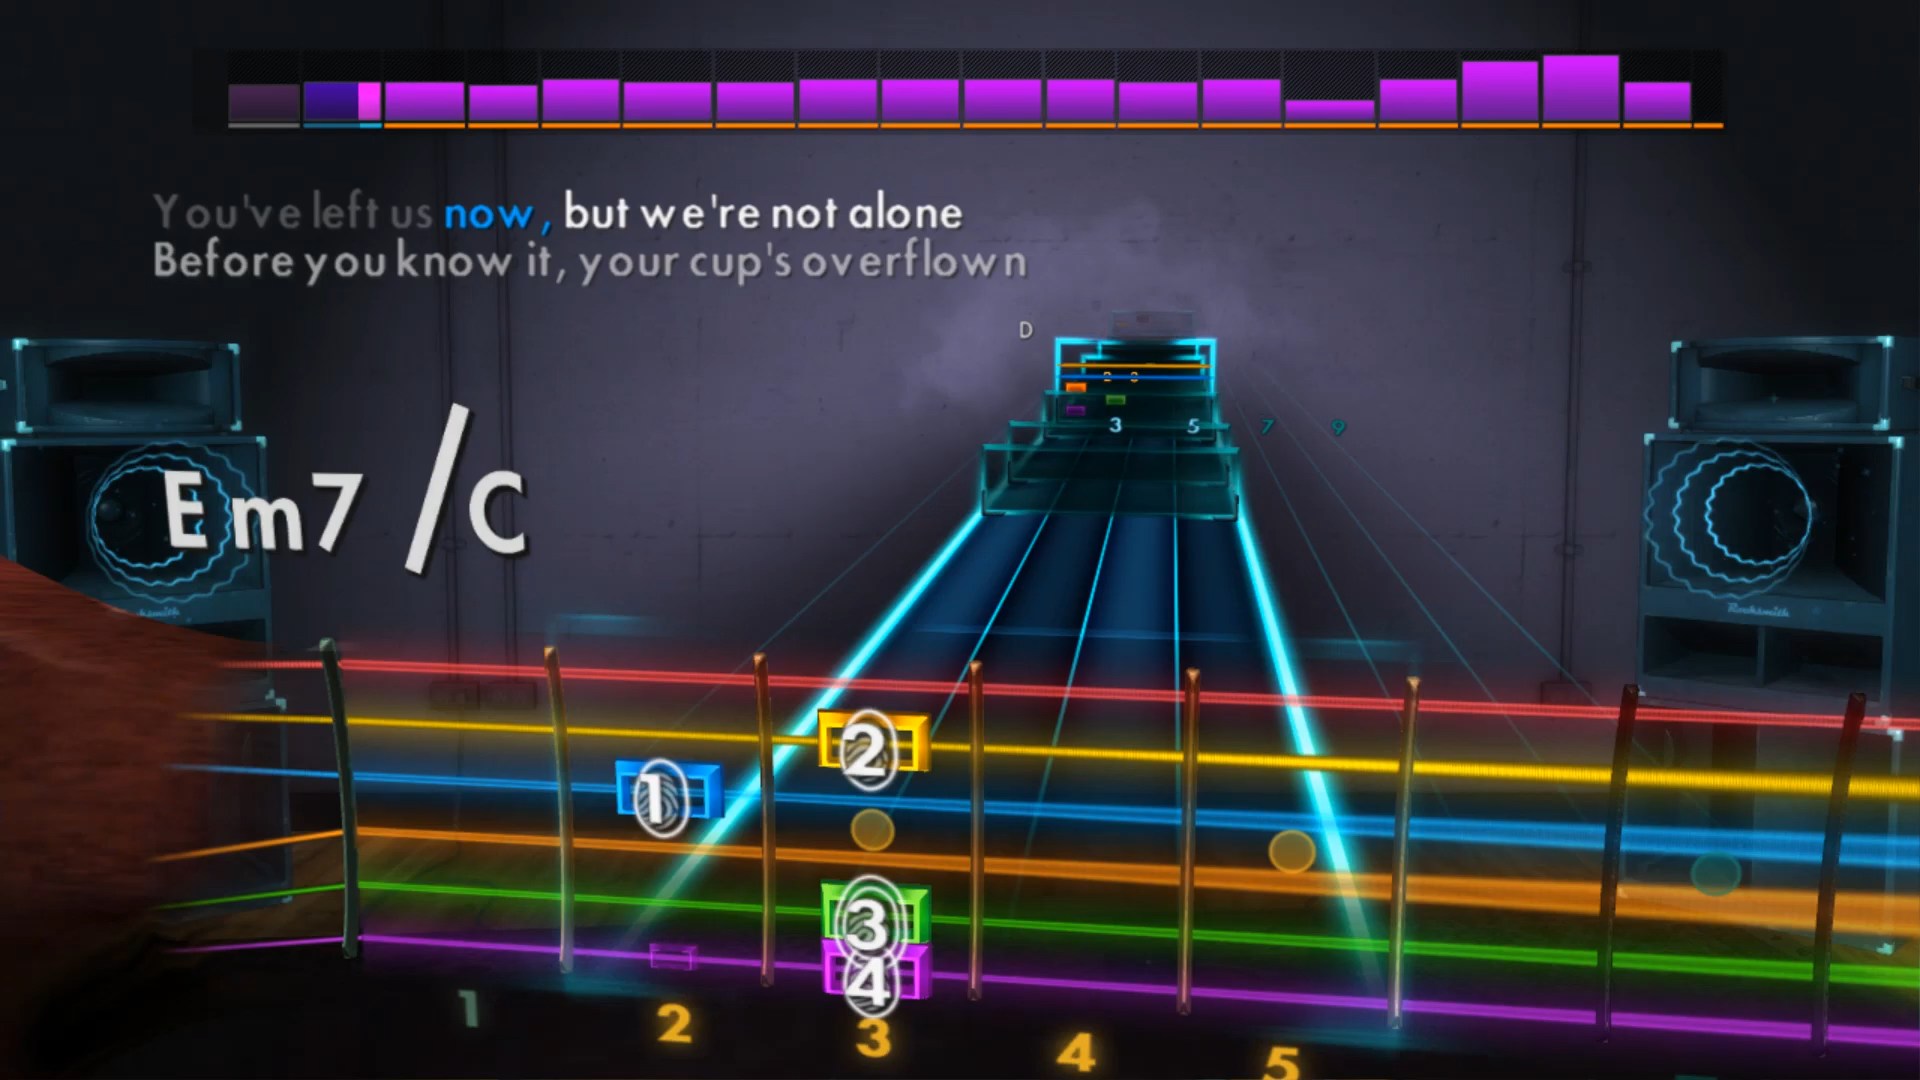 You've left us now, but we're not alone
Before you know it, your cup's overflown
D
3 5 7 9
Em7/C
Rocksmith
2
1
3
4
1 2 3 4 5